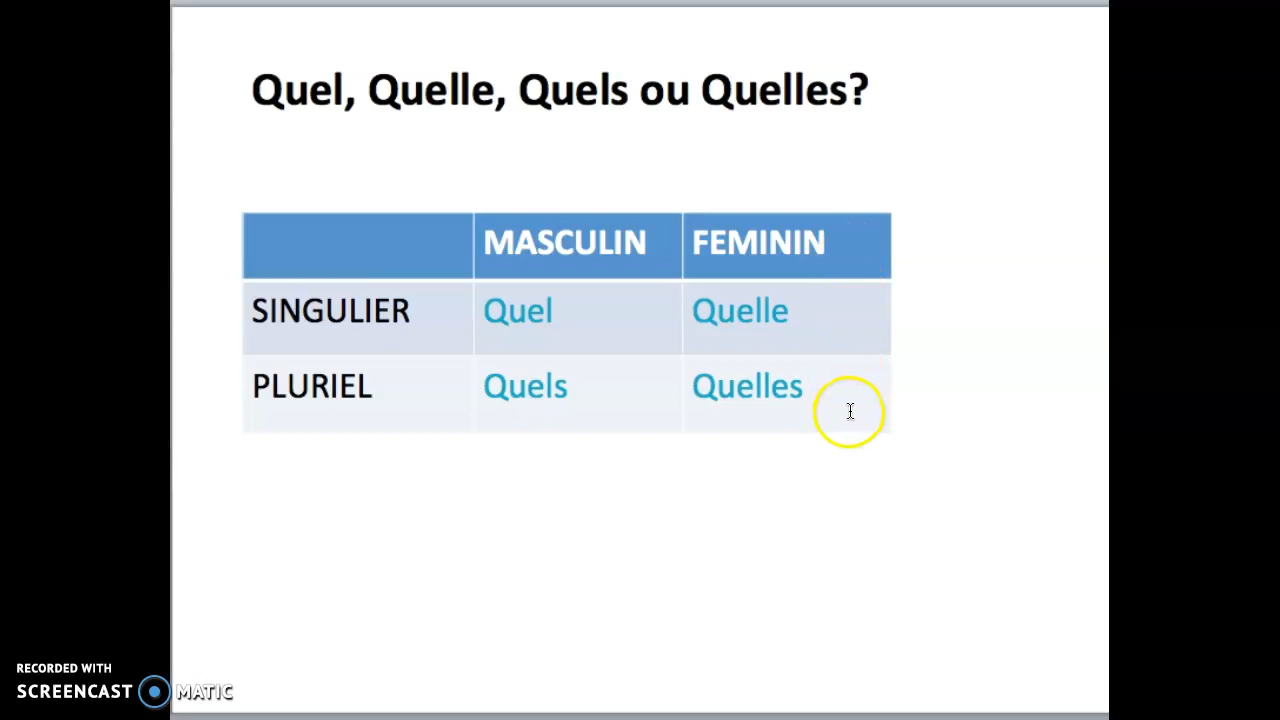 Quel, Quelle, Quels ou Quelles?
MASCULIN FEMININ
SINGULIER Quel Quelle
PLURIEL Quels Quelles
RECORDED WITH
SCREENCAST MATIC